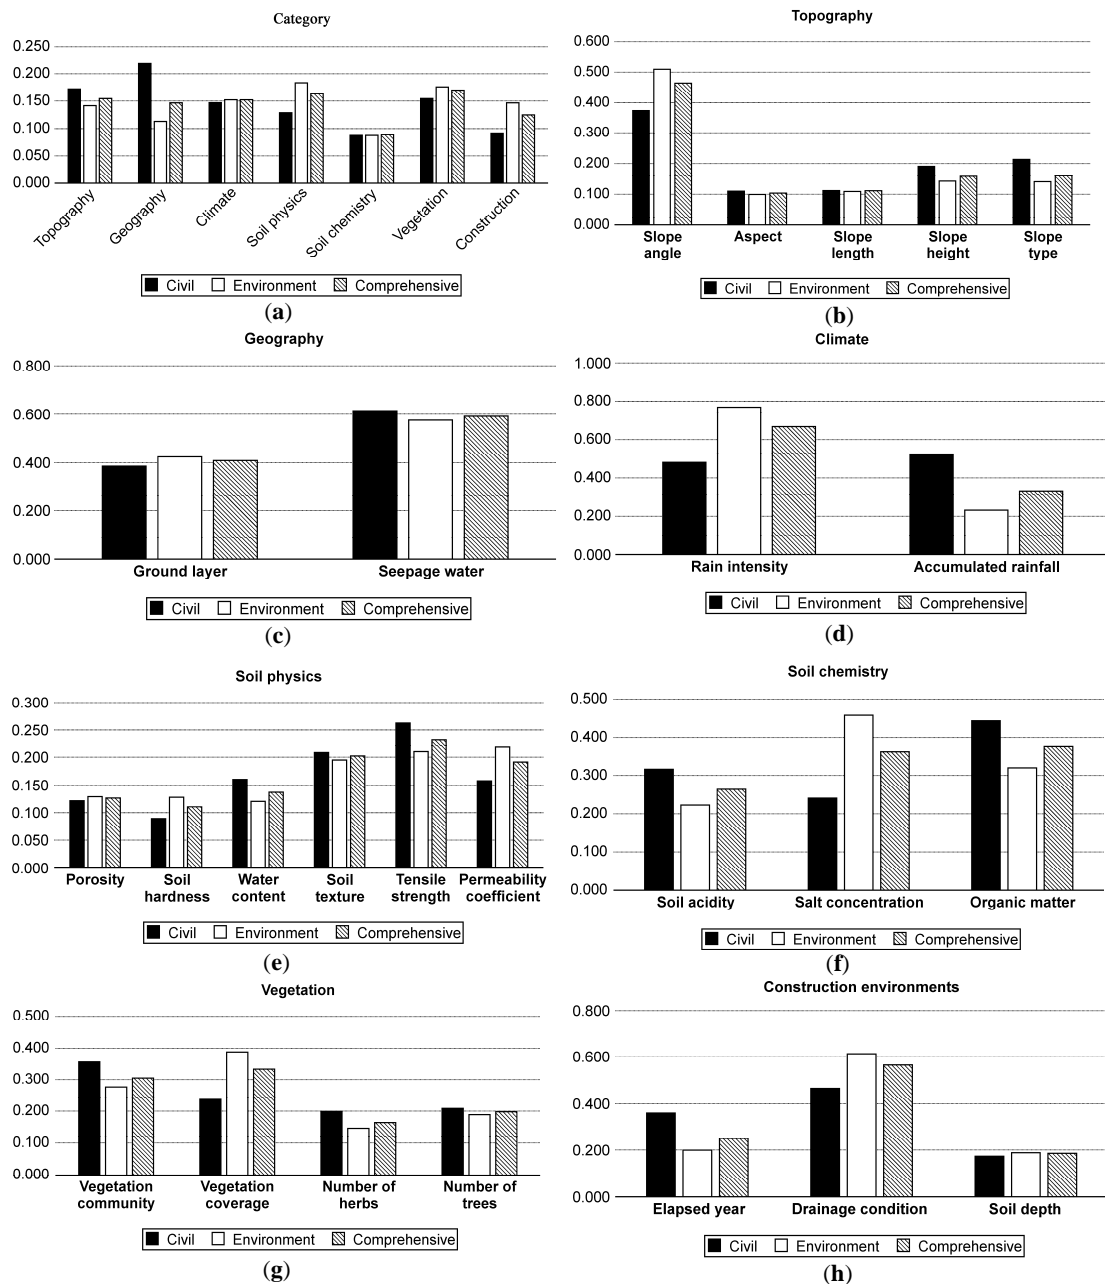 Category
0.250
0.200
0.150
0.100
0.050
0.000
Topography
Geography
Climate
Soil physics
Soil chemistry
Vegetation
Construction
Civil Environment Comprehensive
(a)
Topography
0.600
0.500
0.400
0.300
0.200
0.100
0.000
Slope angle
Aspect
Slope length
Slope height
Slope type
Civil Environment Comprehensive
(b)
Geography
0.800
0.600
0.400
0.200
0.000
Ground layer
Seepage water
Civil Environment Comprehensive
(c)
Climate
1.000
0.800
0.600
0.400
0.200
0.000
Rain intensity
Accumulated rainfall
Civil Environment Comprehensive
(d)
Soil physics
0.300
0.250
0.200
0.150
0.100
0.050
0.000
Porosity
Soil hardness
Water content
Soil texture
Tensile strength
Permeability coefficient
Civil Environment Comprehensive
(e)
Soil chemistry
0.500
0.400
0.300
0.200
0.100
0.000
Soil acidity
Salt concentration
Organic matter
Civil Environment Comprehensive
(f)
Vegetation
0.500
0.400
0.300
0.200
0.100
0.000
Vegetation community
Vegetation coverage
Number of herbs
Number of trees
Civil Environment Comprehensive
(g)
Construction environments
0.800
0.600
0.400
0.200
0.000
Elapsed year
Drainage condition
Soil depth
Civil Environment Comprehensive
(h)